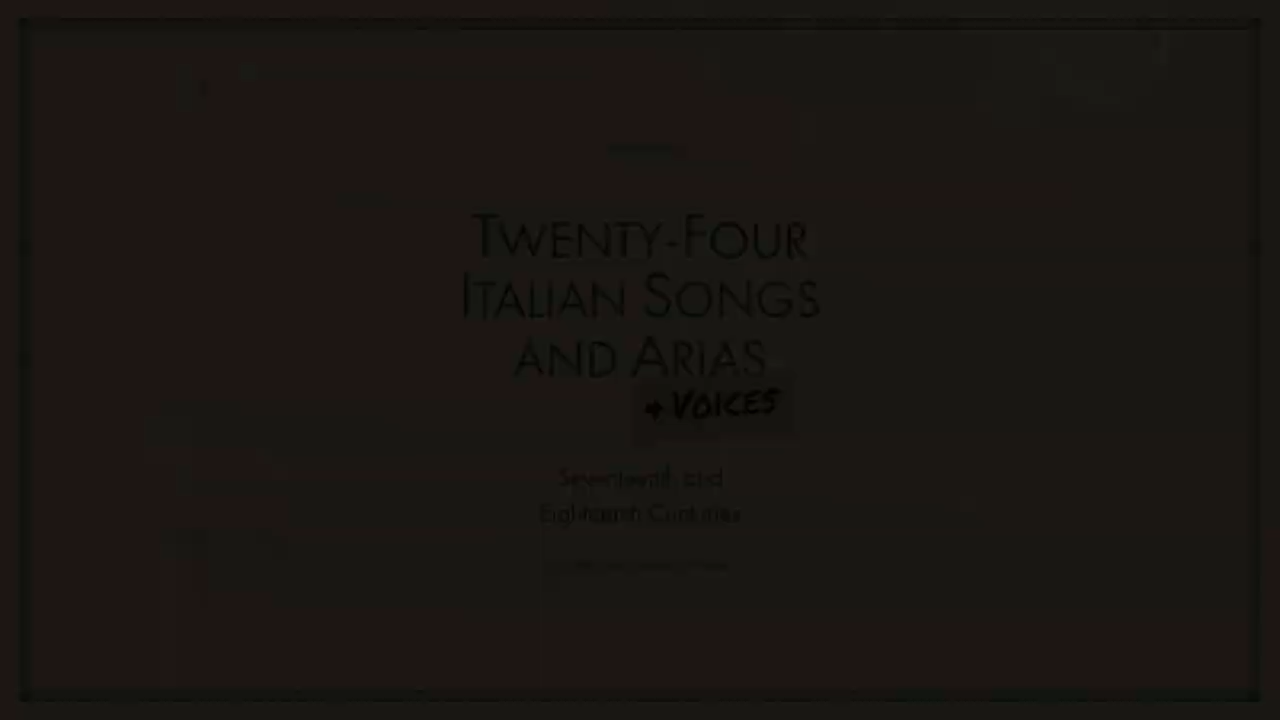 TWENTY-FOUR
ITALIAN SONGS
AND ARIAS
+ VOICES
Seventeenth and
Eighteenth Centuries